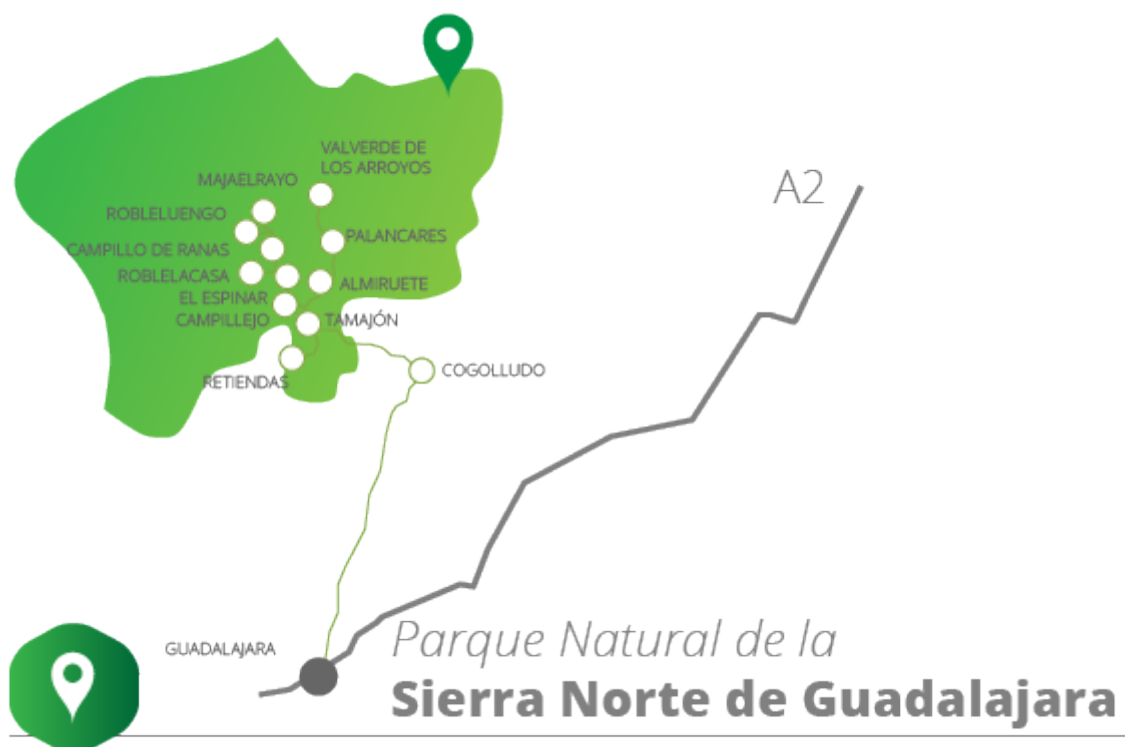 VALVERDE DE
LOS ARROYOS
MAJAELRAYO
ROBLELUENGO
PALANCARES
CAMPILLO DE RANAS
ROBLELACASA
ALMIRUETE
EL ESPINAR
CAMPILLEJO
TAMAJÓN
RETIENDAS
COGOLLUDO
A2
GUADALAJARA
Parque Natural de la
Sierra Norte de Guadalajara